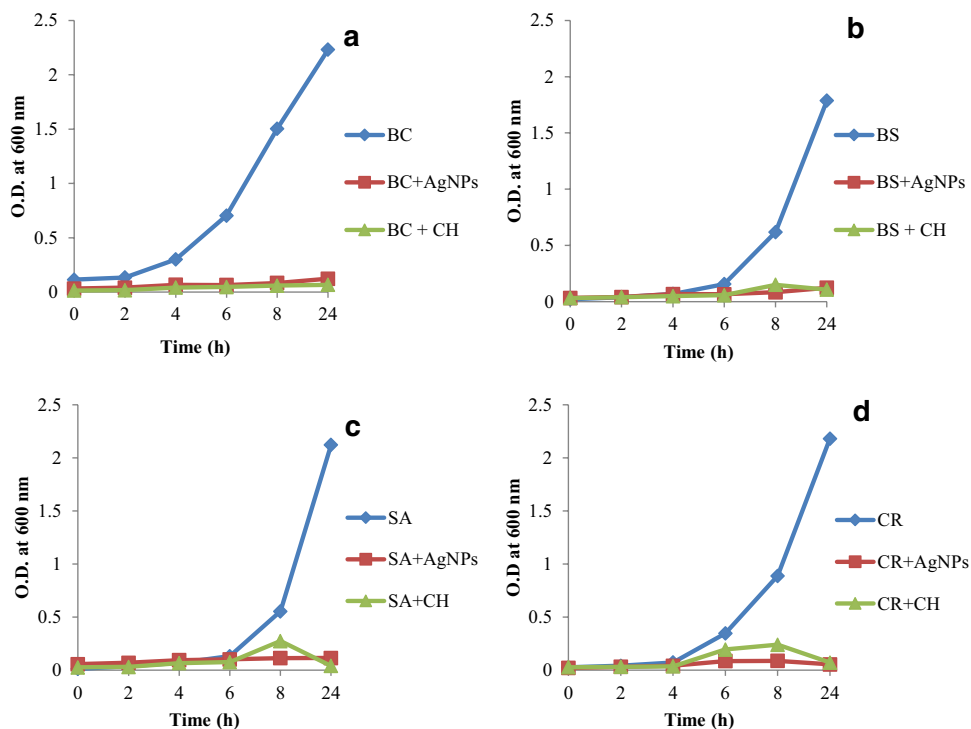 a
2.5
2
1.5
1
0.5
0
O.D. at 600 nm
0 2 4 6 8 24
Time (h)
BC
BC+AgNPs
BC + CH
b
2.5
2
1.5
1
0.5
0
O.D. at 600 nm
0 2 4 6 8 24
Time (h)
BS
BS+AgNPs
BS + CH
c
2.5
2
1.5
1
0.5
0
O.D. at 600 nm
0 2 4 6 8 24
Time (h)
SA
SA+AgNPs
SA+CH
d
2.5
2
1.5
1
0.5
0
O.D at 600 nm
0 2 4 6 8 24
Time (h)
CR
CR+AgNPs
CR+CH